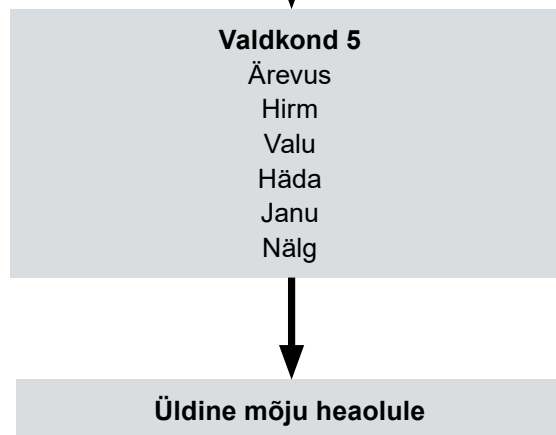 Valdkond 5
Ärevus
Hirm
Valu
Häda
Janu
Nälg
Üldine mõju heaolule